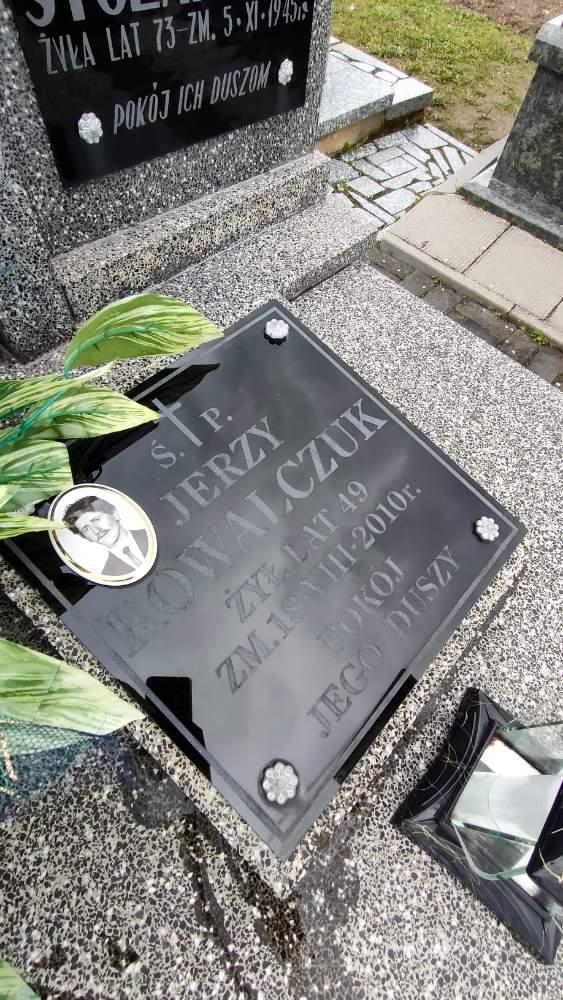 ŻYŁA LAT 73-ZM. 5·XI·1945r.
POKÓJ ICH DUSZOM
Ś. P.
JERZY
KOWALCZUK
ŻYŁ LAT 49
ZM. 18·VIII·2010r.
POKÓJ
JEGO DUSZY